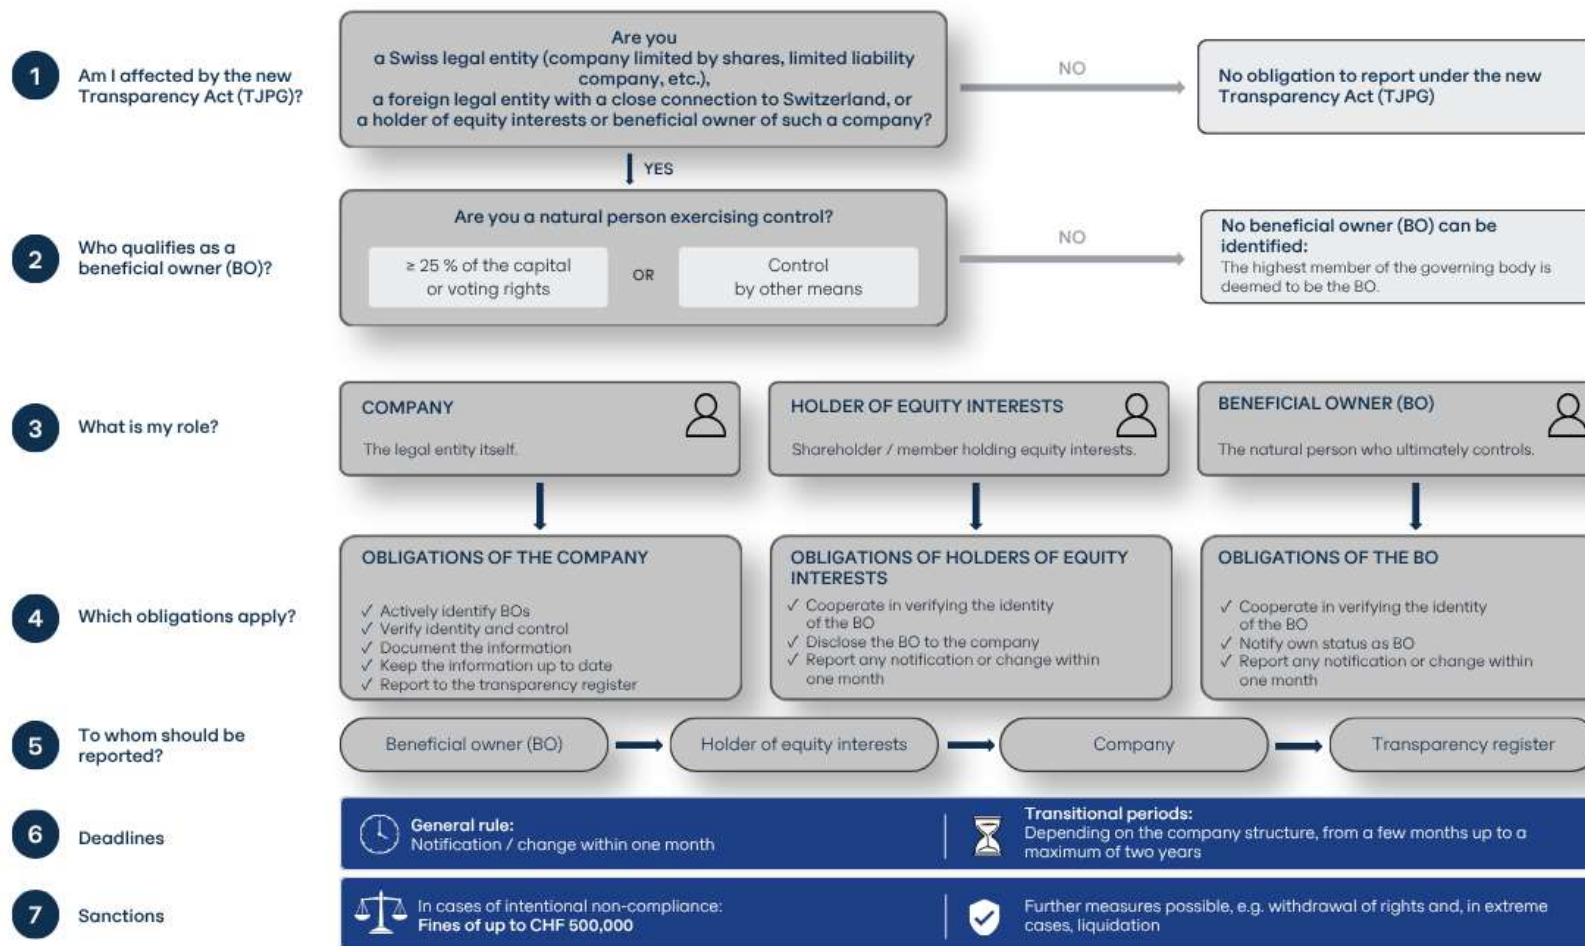 1
Am I affected by the new
Transparency Act (TJPG)?
Are you
a Swiss legal entity (company limited by shares, limited liability
company, etc.),
a foreign legal entity with a close connection to Switzerland, or
a holder of equity interests or beneficial owner of such a company?
NO
No obligation to report under the new
Transparency Act (TJPG)
YES
2
Who qualifies as a
beneficial owner (BO)?
Are you a natural person exercising control?
≥ 25 % of the capital
or voting rights
OR
Control
by other means
NO
No beneficial owner (BO) can be
identified:
The highest member of the governing body is
deemed to be the BO.
3
What is my role?
COMPANY
The legal entity itself.
HOLDER OF EQUITY INTERESTS
Shareholder / member holding equity interests.
BENEFICIAL OWNER (BO)
The natural person who ultimately controls.
4
Which obligations apply?
OBLIGATIONS OF THE COMPANY
✓ Actively identify BOs
✓ Verify identity and control
✓ Document the information
✓ Keep the information up to date
✓ Report to the transparency register
OBLIGATIONS OF HOLDERS OF EQUITY
INTERESTS
✓ Cooperate in verifying the identity
of the BO
✓ Disclose the BO to the company
✓ Report any notification or change within
one month
OBLIGATIONS OF THE BO
✓ Cooperate in verifying the identity
of the BO
✓ Notify own status as BO
✓ Report any notification or change within
one month
5
To whom should be
reported?
Beneficial owner (BO)
Holder of equity interests
Company
Transparency register
6
Deadlines
General rule:
Notification / change within one month
Transitional periods:
Depending on the company structure, from a few months up to a
maximum of two years
7
Sanctions
In cases of intentional non-compliance:
Fines of up to CHF 500,000
Further measures possible, e.g. withdrawal of rights and, in extreme
cases, liquidation